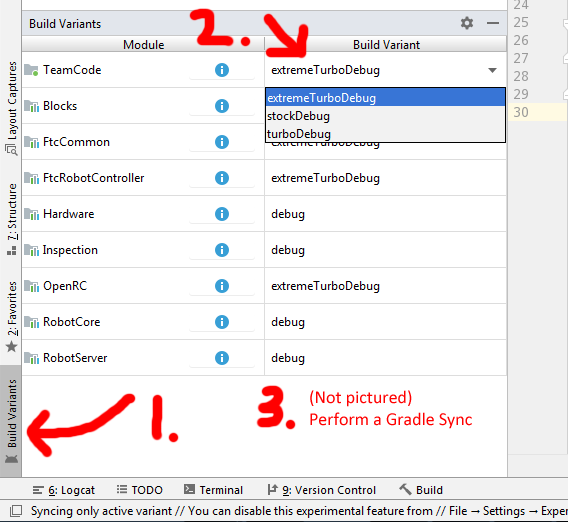 Build Variants
2.
Module Build Variant
TeamCode extremeTurboDebug
extremeTurboDebug
Blocks
stockDebug
turboDebug
FtcCommon extremeTurboDebug
FtcRobotController extremeTurboDebug
Hardware debug
Inspection debug
OpenRC extremeTurboDebug
RobotCore debug
RobotServer debug
1.
3. (Not pictured)
Perform a Gradle Sync
Layout Captures
7: Structure
2: Favorites
Build Variants
24
25
26
27
28
29
30
6: Logcat TODO Terminal 9: Version Control Build
Syncing only active variant // You can disable this experimental feature from // File → Settings → Exper